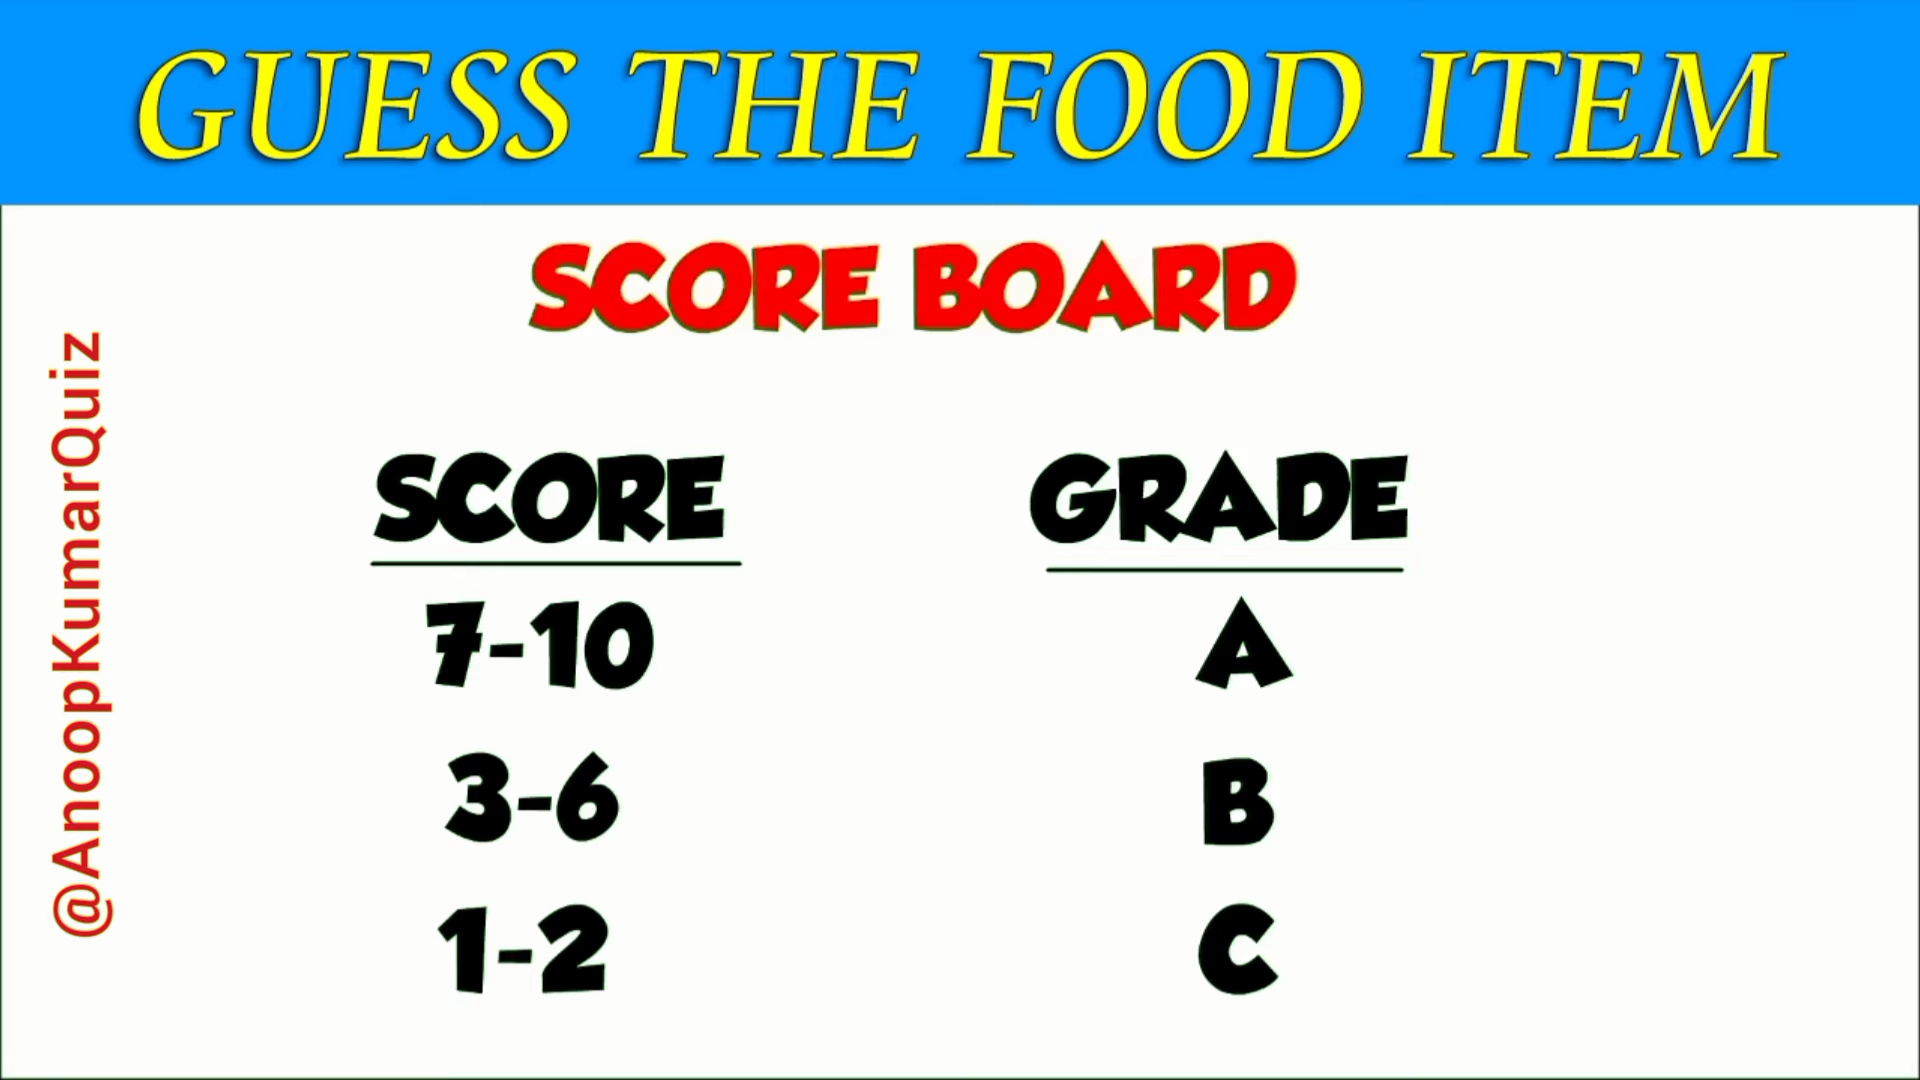 GUESS THE FOOD ITEM
SCORE BOARD
@AnoopKumarQuiz
SCORE GRADE
7-10 A
3-6 B
1-2 C